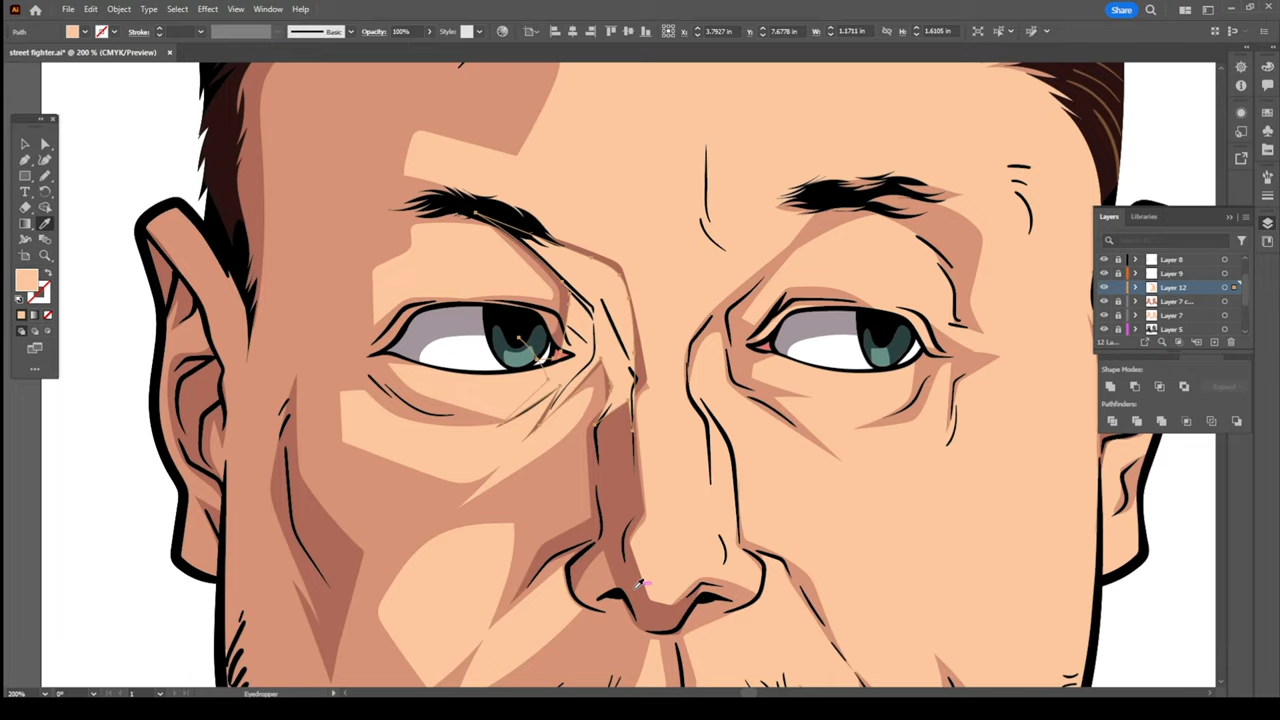 Ai File Edit Object Type Select Effect View Window Help Share
Path Stroke: Basic Opacity: 100% Style: X: 3.7927 in Y: 7.6778 in W: 1.1711 in H: 1.6105 in
street fighter.ai* @ 200 % (CMYK/Preview) ×
Layers Libraries
Layer 8
Layer 9
Layer 12
Layer 7 c...
Layer 7
Layer 5
12 La...
Shape Modes:
Expand
Pathfinders:
200% 0° 1 Eyedropper